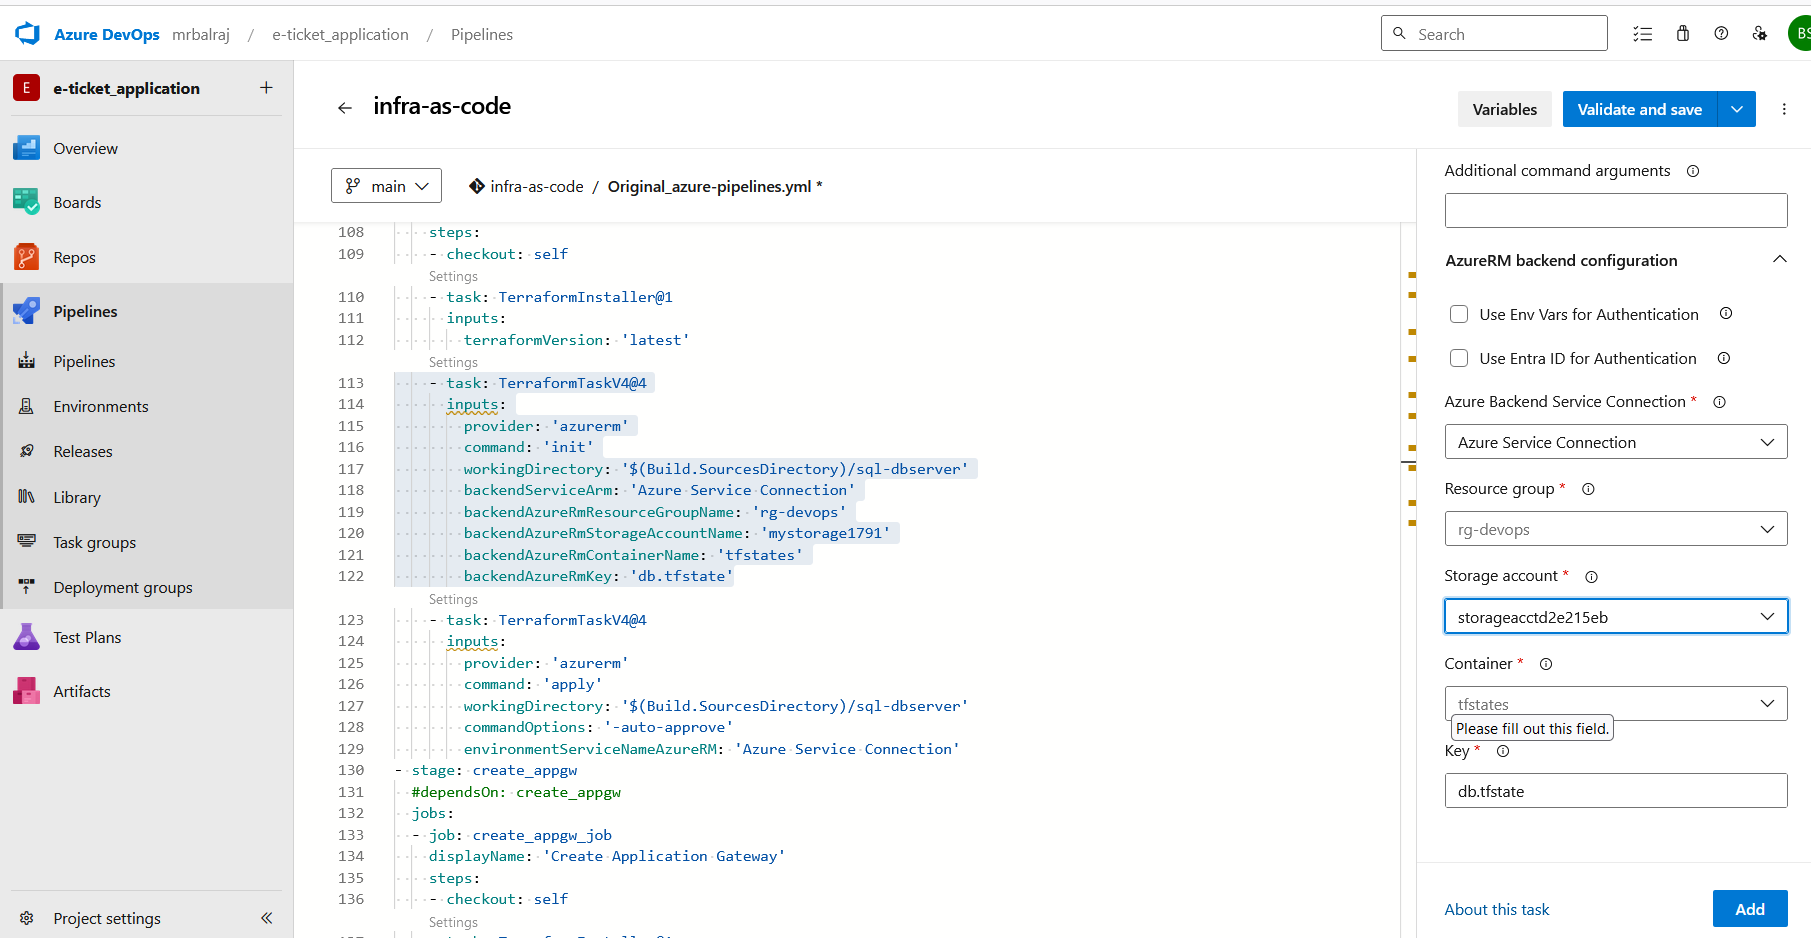 Azure DevOps mrbalraj / e-ticket_application / Pipelines
Search
BS
E e-ticket_application +
Overview
Boards
Repos
Pipelines
Pipelines
Environments
Releases
Library
Task groups
Deployment groups
Test Plans
Artifacts
Project settings
infra-as-code
Variables
Validate and save
main
infra-as-code / Original_azure-pipelines.yml *
108 steps:
109 - checkout: self
Settings
110 - task: TerraformInstaller@1
111 inputs:
112 terraformVersion: 'latest'
Settings
113 - task: TerraformTaskV4@4
114 inputs:
115 provider: 'azurerm'
116 command: 'init'
117 workingDirectory: '$(Build.SourcesDirectory)/sql-dbserver'
118 backendServiceArm: 'Azure Service Connection'
119 backendAzureRmResourceGroupName: 'rg-devops'
120 backendAzureRmStorageAccountName: 'mystorage1791'
121 backendAzureRmContainerName: 'tfstates'
122 backendAzureRmKey: 'db.tfstate'
Settings
123 - task: TerraformTaskV4@4
124 inputs:
125 provider: 'azurerm'
126 command: 'apply'
127 workingDirectory: '$(Build.SourcesDirectory)/sql-dbserver'
128 commandOptions: '-auto-approve'
129 environmentServiceNameAzureRM: 'Azure Service Connection'
130 - stage: create_appgw
131 #dependsOn: create_appgw
132 jobs:
133 - job: create_appgw_job
134 displayName: 'Create Application Gateway'
135 steps:
136 - checkout: self
Settings
Additional command arguments
AzureRM backend configuration
Use Env Vars for Authentication
Use Entra ID for Authentication
Azure Backend Service Connection *
Azure Service Connection
Resource group *
rg-devops
Storage account *
storageacctd2e215eb
Container *
tfstates
Please fill out this field.
Key *
db.tfstate
About this task
Add